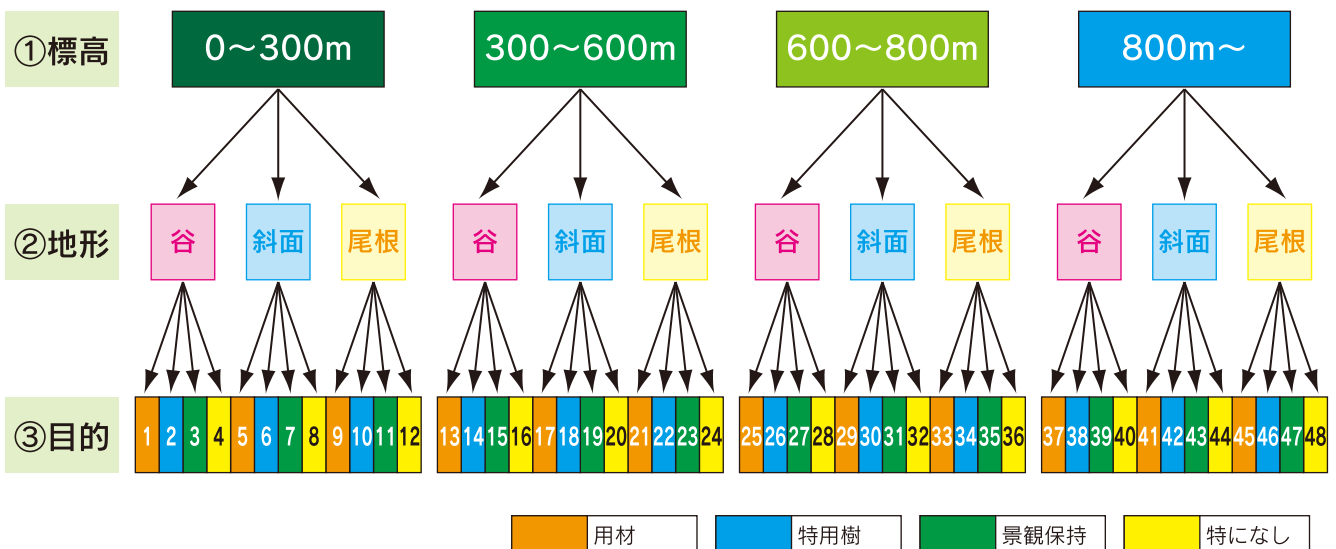 ①標高 0～300m 300～600m 600～800m 800m～
②地形 谷 斜面 尾根 谷 斜面 尾根 谷 斜面 尾根 谷 斜面 尾根
③目的 1 2 3 4 5 6 7 8 9 10 11 12 13 14 15 16 17 18 19 20 21 22 23 24 25 26 27 28 29 30 31 32 33 34 35 36 37 38 39 40 41 42 43 44 45 46 47 48
用材 特用樹 景観保持 特になし